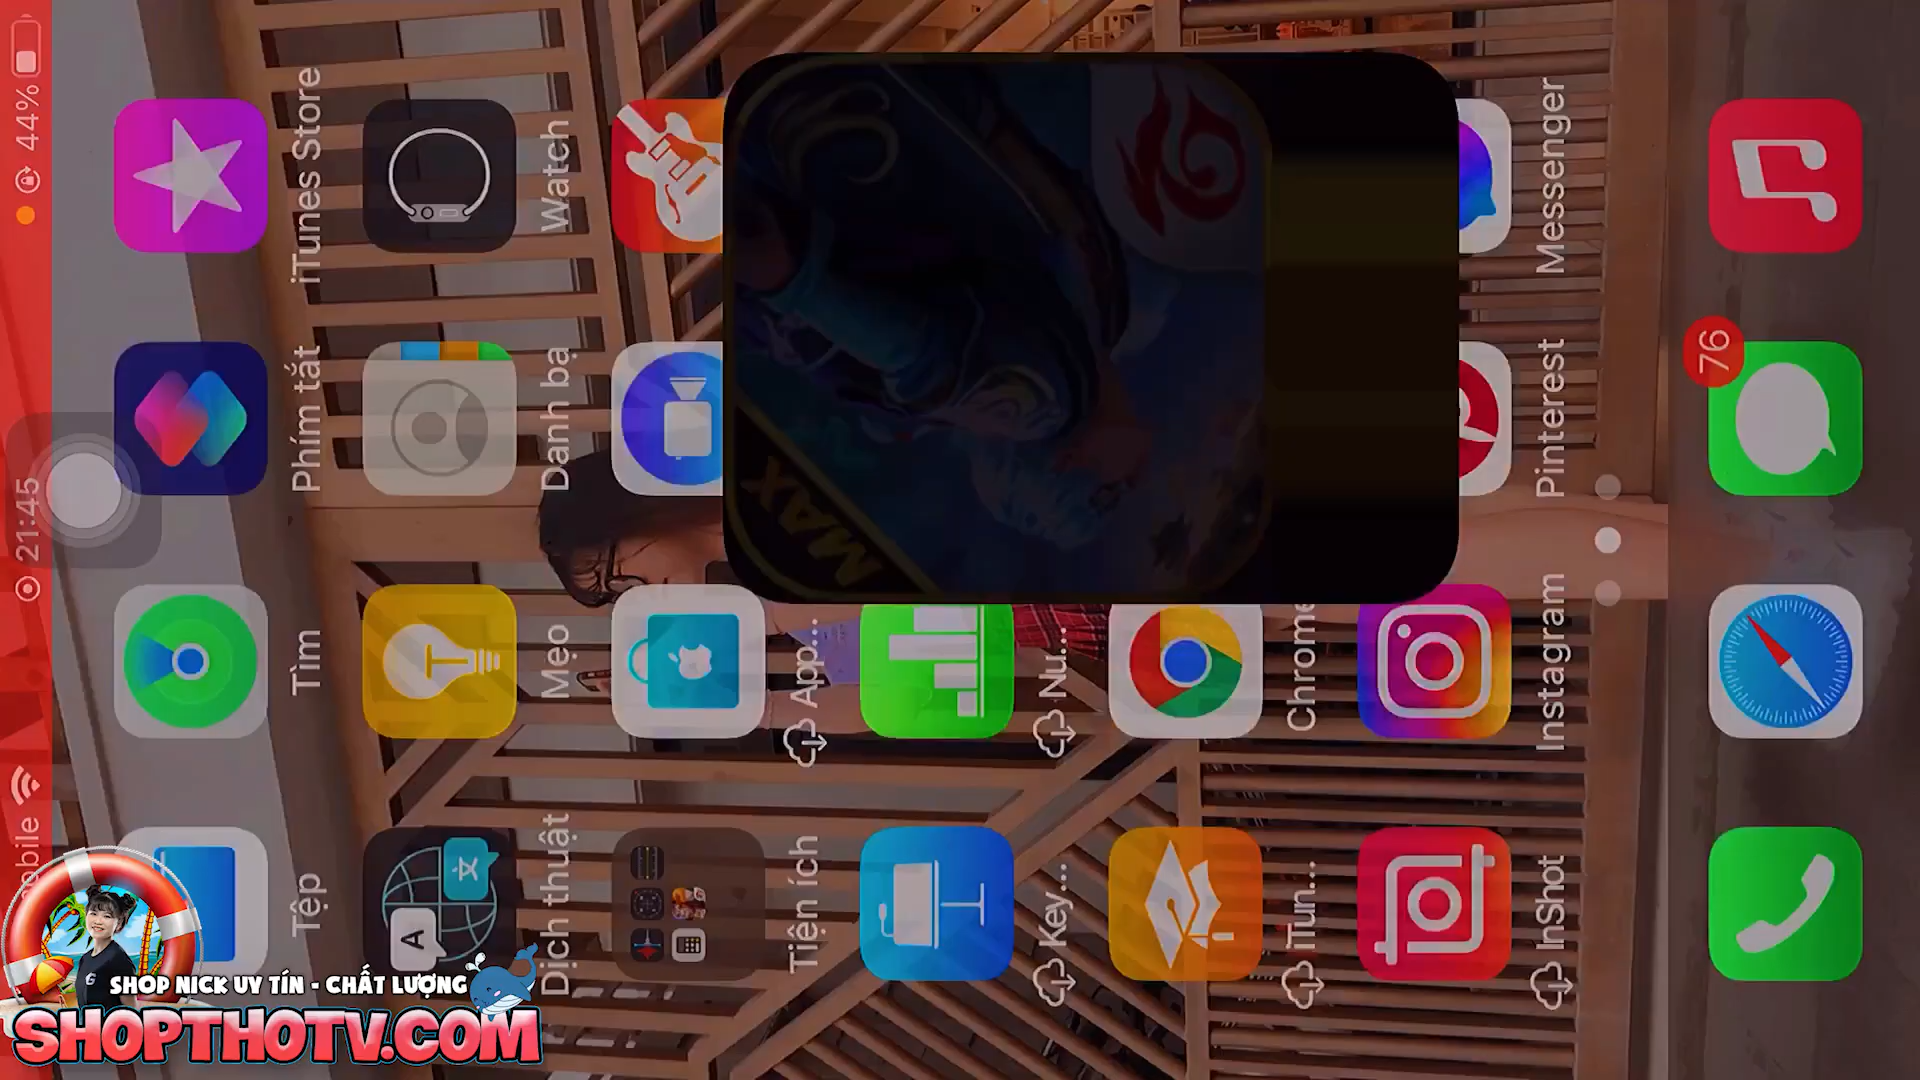 mobile
21:45
44%
Tệp
Tìm
Phím tắt
iTunes Store
Dịch thuật
Mẹo
Danh bạ
Watch
Tiện ích
App...
Key...
Nu...
iTun...
Chrome
InShot
Instagram
Pinterest
Messenger
76
MAX
SHOP NICK UY TÍN - CHẤT LƯỢNG
SHOPTHOTV.COM